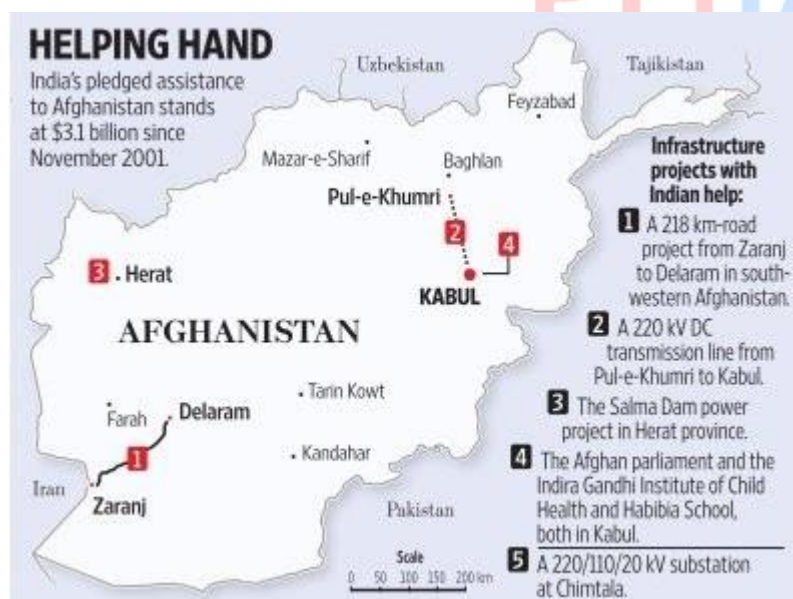 HELPING HAND
India's pledged assistance
to Afghanistan stands
at $3.1 billion since
November 2001.
Uzbekistan
Tajikistan
Feyzabad
Mazar-e-Sharif
Baghlan
Pul-e-Khumri
2
4
3
Herat
KABUL
AFGHANISTAN
Tarin Kowt
Farah
Delaram
1
Kandahar
Iran
Zaranj
Pakistan
Scale
0 50 100 150 200 km
Infrastructure
projects with
Indian help:
1 A 218 km-road
project from Zaranj
to Delaram in south-
western Afghanistan.
2 A 220 kV DC
transmission line from
Pul-e-Khumri to Kabul.
3 The Salma Dam power
project in Herat province.
4 The Afghan parliament and the
Indira Gandhi Institute of Child
Health and Habibia School,
both in Kabul.
5 A 220/110/20 kV substation
at Chimtala.